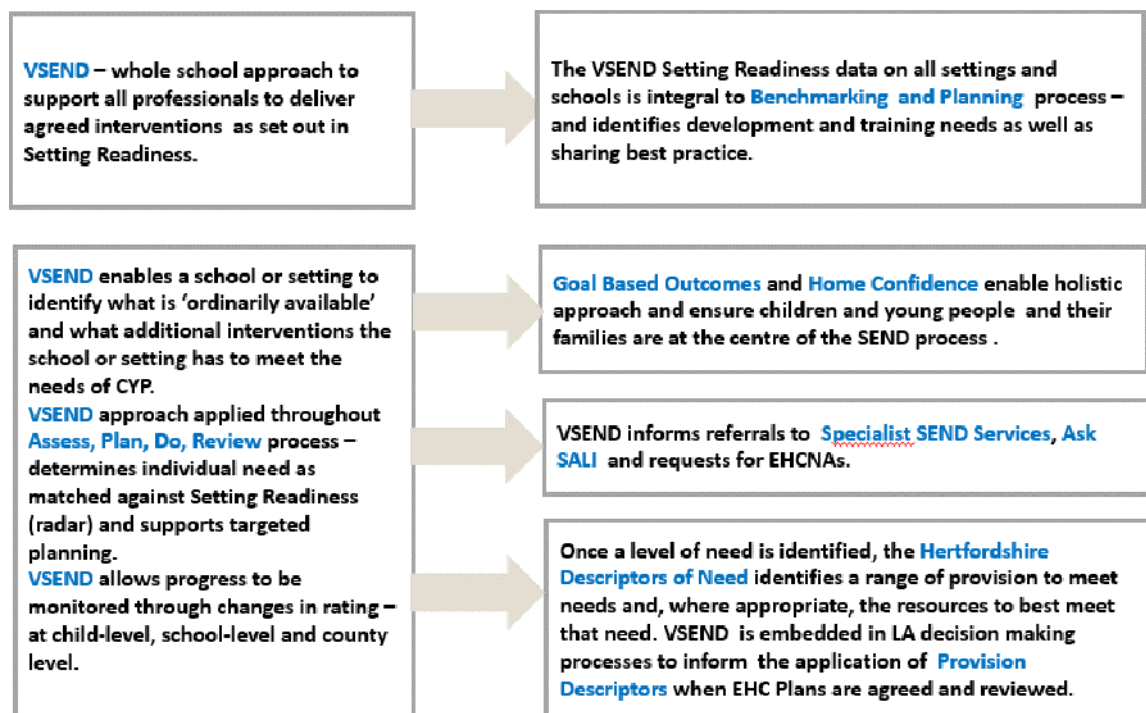 VSEND – whole school approach to
support all professionals to deliver
agreed interventions as set out in
Setting Readiness.
The VSEND Setting Readiness data on all settings and
schools is integral to Benchmarking and Planning process –
and identifies development and training needs as well as
sharing best practice.
VSEND enables a school or setting to
identify what is ‘ordinarily available’
and what additional interventions the
school or setting has to meet the
needs of CYP.
VSEND approach applied throughout
Assess, Plan, Do, Review process –
determines individual need as
matched against Setting Readiness
(radar) and supports targeted
planning.
VSEND allows progress to be
monitored through changes in rating –
at child-level, school-level and county
level.
Goal Based Outcomes and Home Confidence enable holistic
approach and ensure children and young people and their
families are at the centre of the SEND process .
VSEND informs referrals to Specialist SEND Services, Ask
SALI and requests for EHCNAs.
Once a level of need is identified, the Hertfordshire
Descriptors of Need identifies a range of provision to meet
needs and, where appropriate, the resources to best meet
that need. VSEND is embedded in LA decision making
processes to inform the application of Provision
Descriptors when EHC Plans are agreed and reviewed.